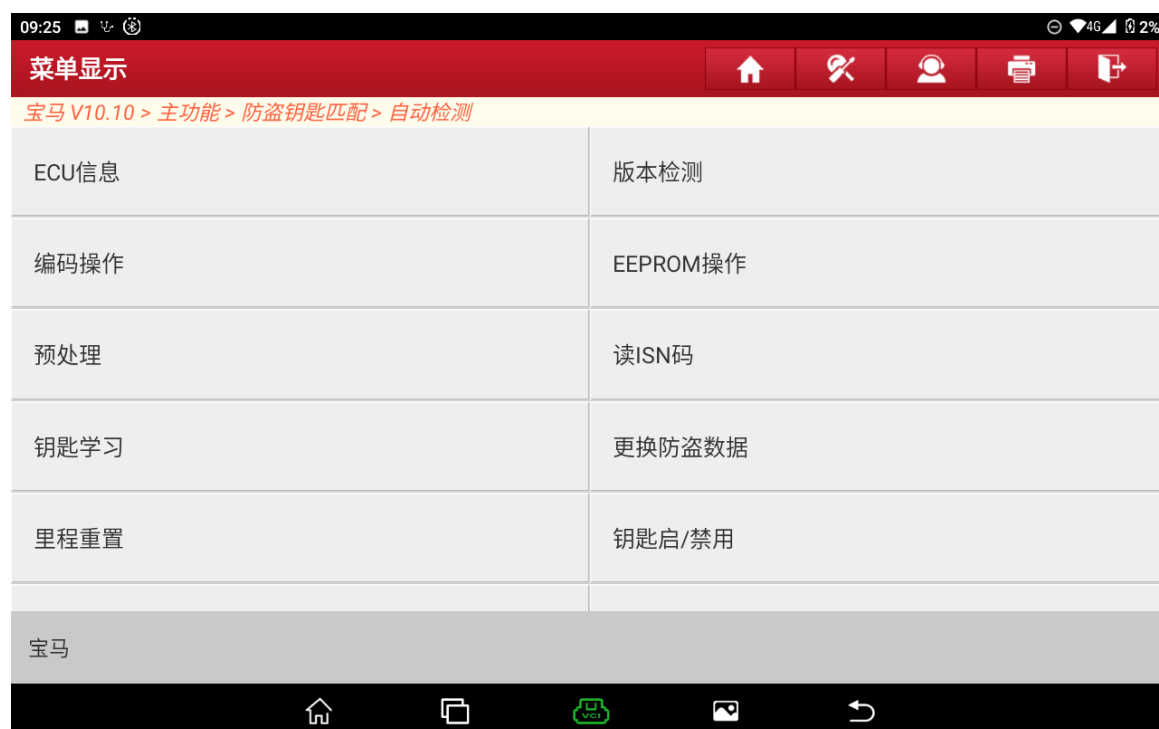 09:25
4G 2%
菜单显示
宝马 V10.10 > 主功能 > 防盗钥匙匹配 > 自动检测
ECU信息
版本检测
编码操作
EEPROM操作
预处理
读ISN码
钥匙学习
更换防盗数据
里程重置
钥匙启/禁用
宝马
VCI